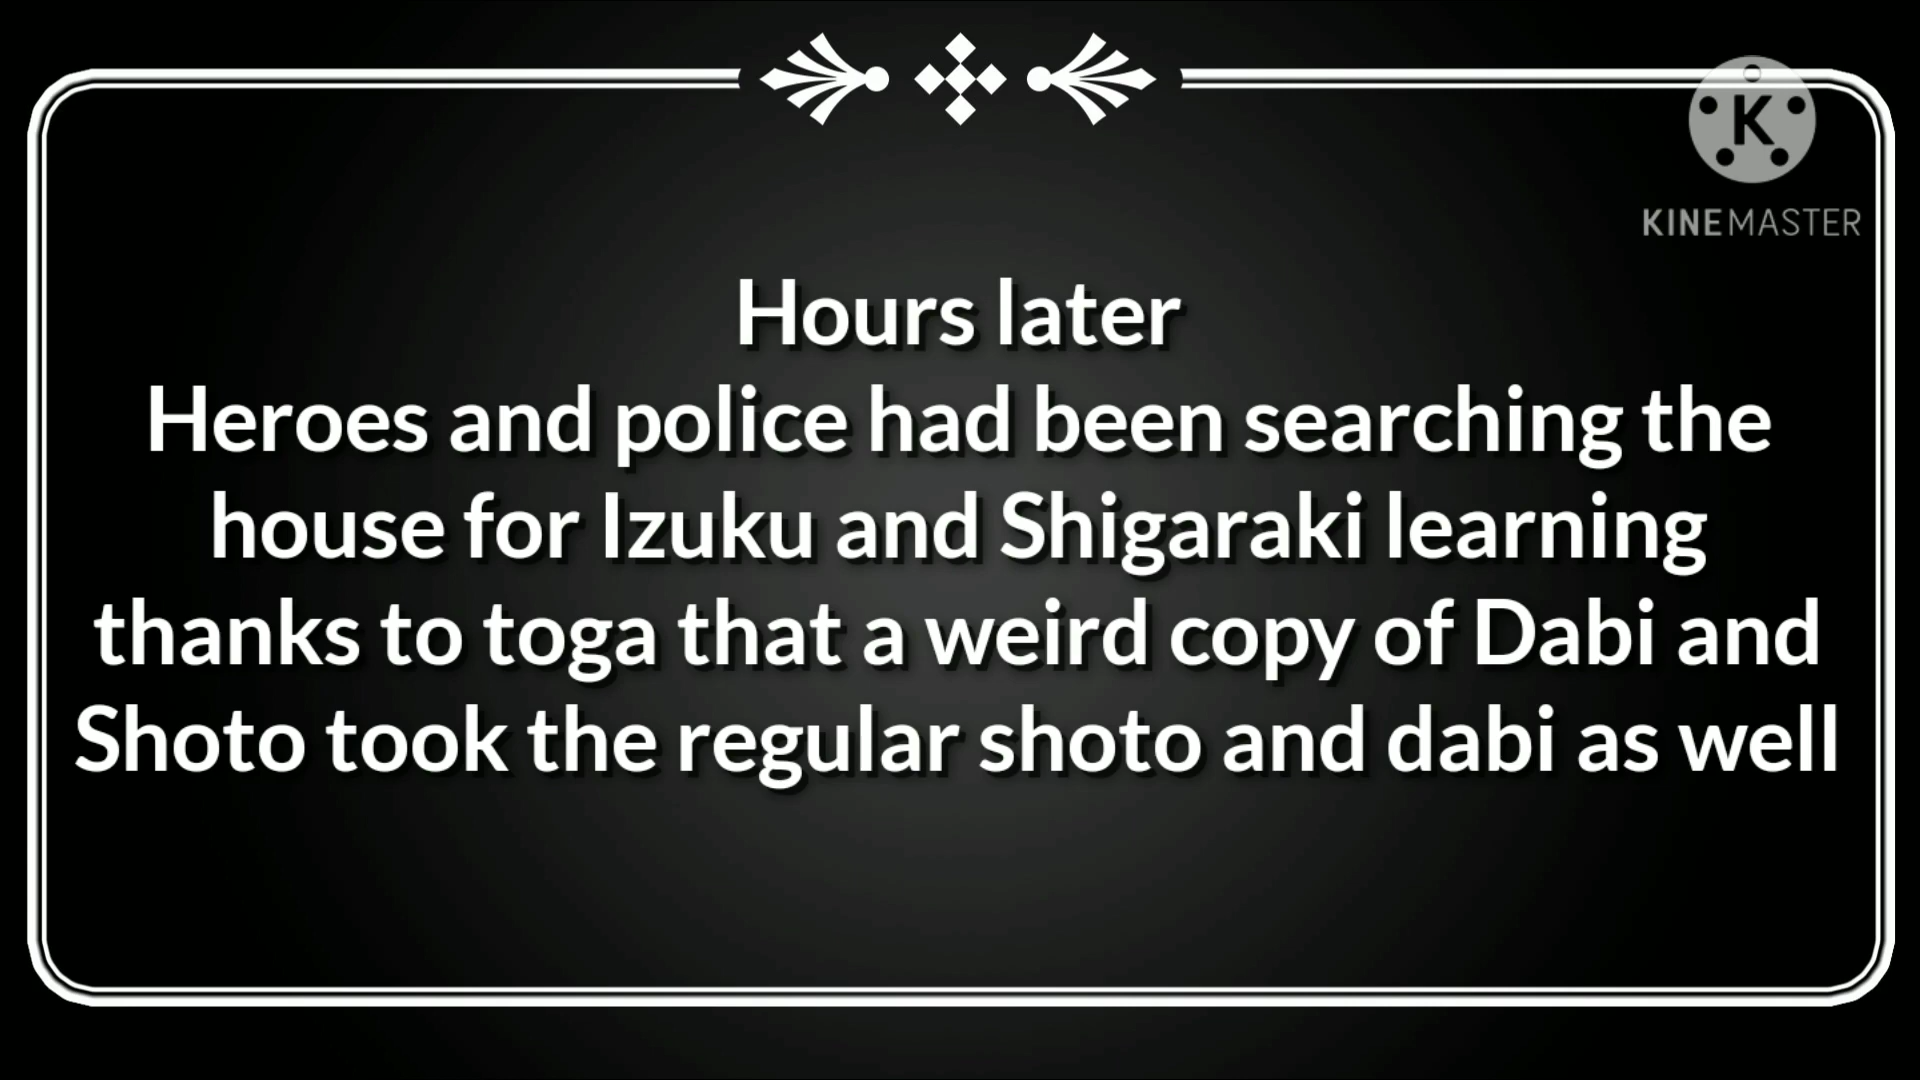 K
KINEMASTER
Hours later
Heroes and police had been searching the
house for Izuku and Shigaraki learning
thanks to toga that a weird copy of Dabi and
Shoto took the regular shoto and dabi as well